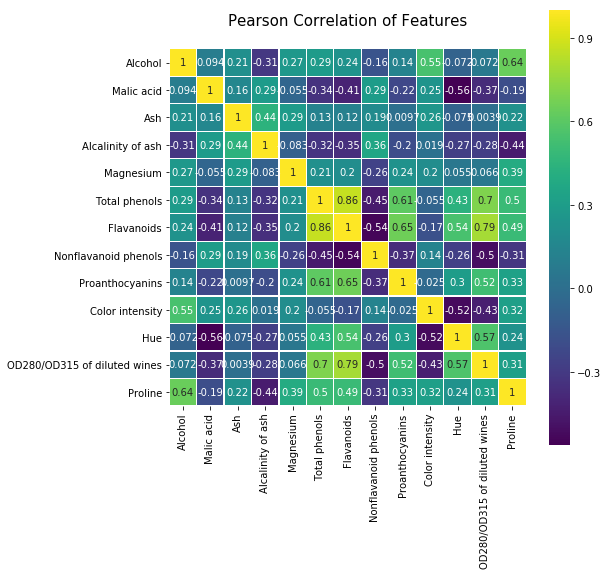 Pearson Correlation of Features
Alcohol 1 0.094 0.21 -0.31 0.27 0.29 0.24 -0.16 0.14 0.55 -0.072 0.072 0.64
Malic acid 0.094 1 0.16 0.29 -0.055 -0.34 -0.41 0.29 -0.22 0.25 -0.56 -0.37 -0.19
Ash 0.21 0.16 1 0.44 0.29 0.13 0.12 0.19 0.0097 0.26 -0.075 0.0039 0.22
Alcalinity of ash -0.31 0.29 0.44 1 -0.083 -0.32 -0.35 0.36 -0.2 0.019 -0.27 -0.28 -0.44
Magnesium 0.27 -0.055 0.29 -0.083 1 0.21 0.2 -0.26 0.24 0.2 0.055 0.066 0.39
Total phenols 0.29 -0.34 0.13 -0.32 0.21 1 0.86 -0.45 0.61 -0.055 0.43 0.7 0.5
Flavanoids 0.24 -0.41 0.12 -0.35 0.2 0.86 1 -0.54 0.65 -0.17 0.54 0.79 0.49
Nonflavanoid phenols -0.16 0.29 0.19 0.36 -0.26 -0.45 -0.54 1 -0.37 0.14 -0.26 -0.5 -0.31
Proanthocyanins 0.14 -0.22 0.0097 -0.2 0.24 0.61 0.65 -0.37 1 -0.025 0.3 0.52 0.33
Color intensity 0.55 0.25 0.26 0.019 0.2 -0.055 -0.17 0.14 -0.025 1 -0.52 -0.43 0.32
Hue -0.072 -0.56 -0.075 -0.27 0.055 0.43 0.54 -0.26 0.3 -0.52 1 0.57 0.24
OD280/OD315 of diluted wines 0.072 -0.37 0.0039 -0.28 0.066 0.7 0.79 -0.5 0.52 -0.43 0.57 1 0.31
Proline 0.64 -0.19 0.22 -0.44 0.39 0.5 0.49 -0.31 0.33 0.32 0.24 0.31 1
Alcohol
Malic acid
Ash
Alcalinity of ash
Magnesium
Total phenols
Flavanoids
Nonflavanoid phenols
Proanthocyanins
Color intensity
Hue
OD280/OD315 of diluted wines
Proline
0.9
0.6
0.3
0.0
-0.3